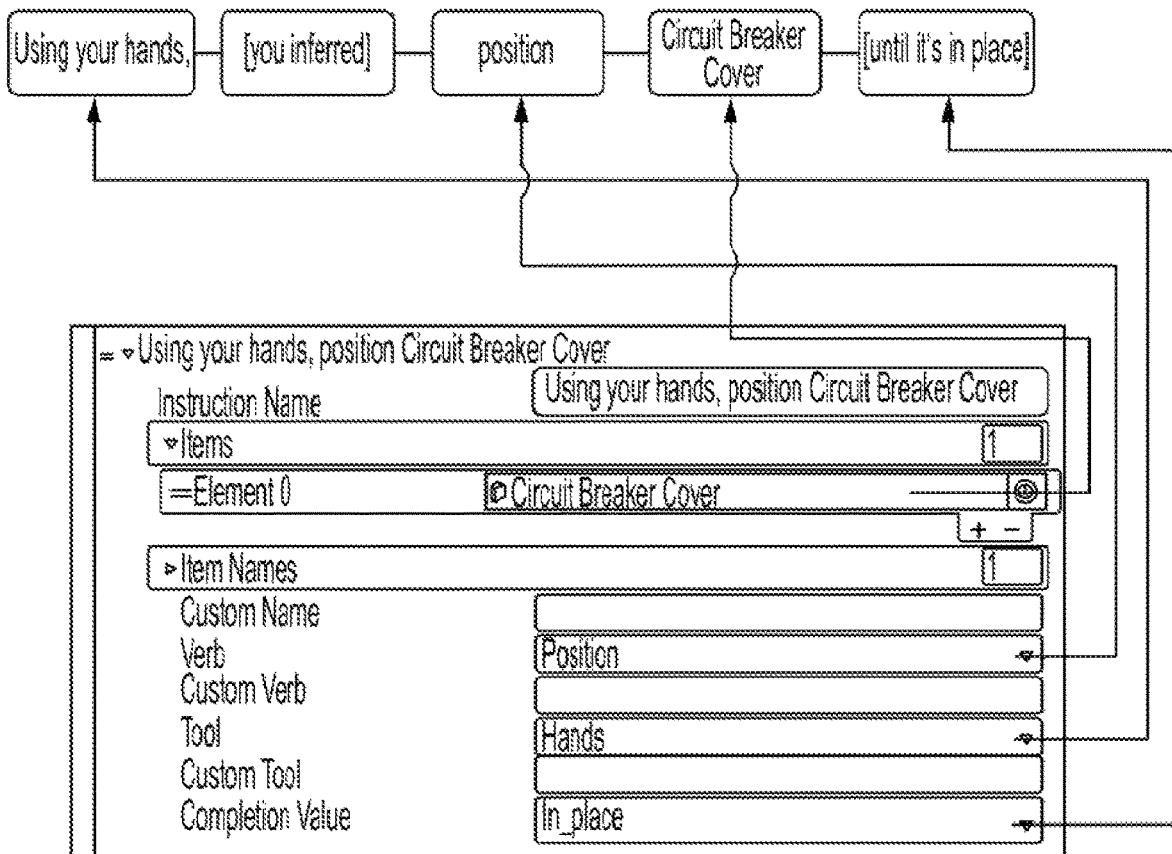 Using your hands,
[you inferred]
position
Circuit Breaker
Cover
[until it's in place]
Using your hands, position Circuit Breaker Cover
Instruction Name
Using your hands, position Circuit Breaker Cover
Items
1
Element 0
Circuit Breaker Cover
+ -
Item Names
1
Custom Name
Verb
Position
Custom Verb
Tool
Hands
Custom Tool
Completion Value
In_place